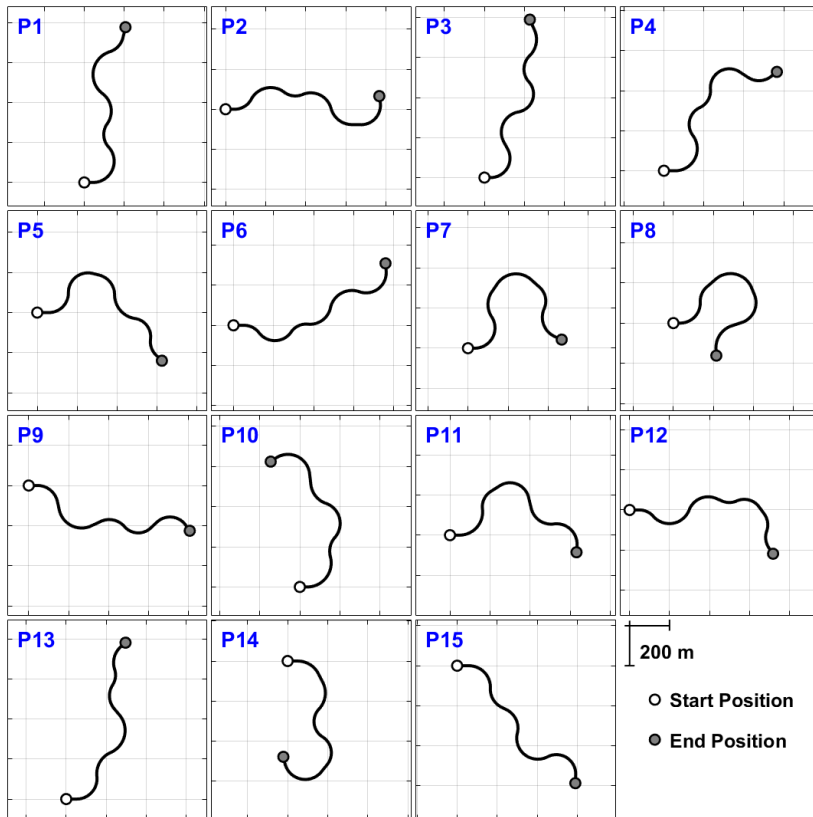 P1
P2
P3
P4
P5
P6
P7
P8
P9
P10
P11
P12
P13
P14
P15
200 m
Start Position
End Position